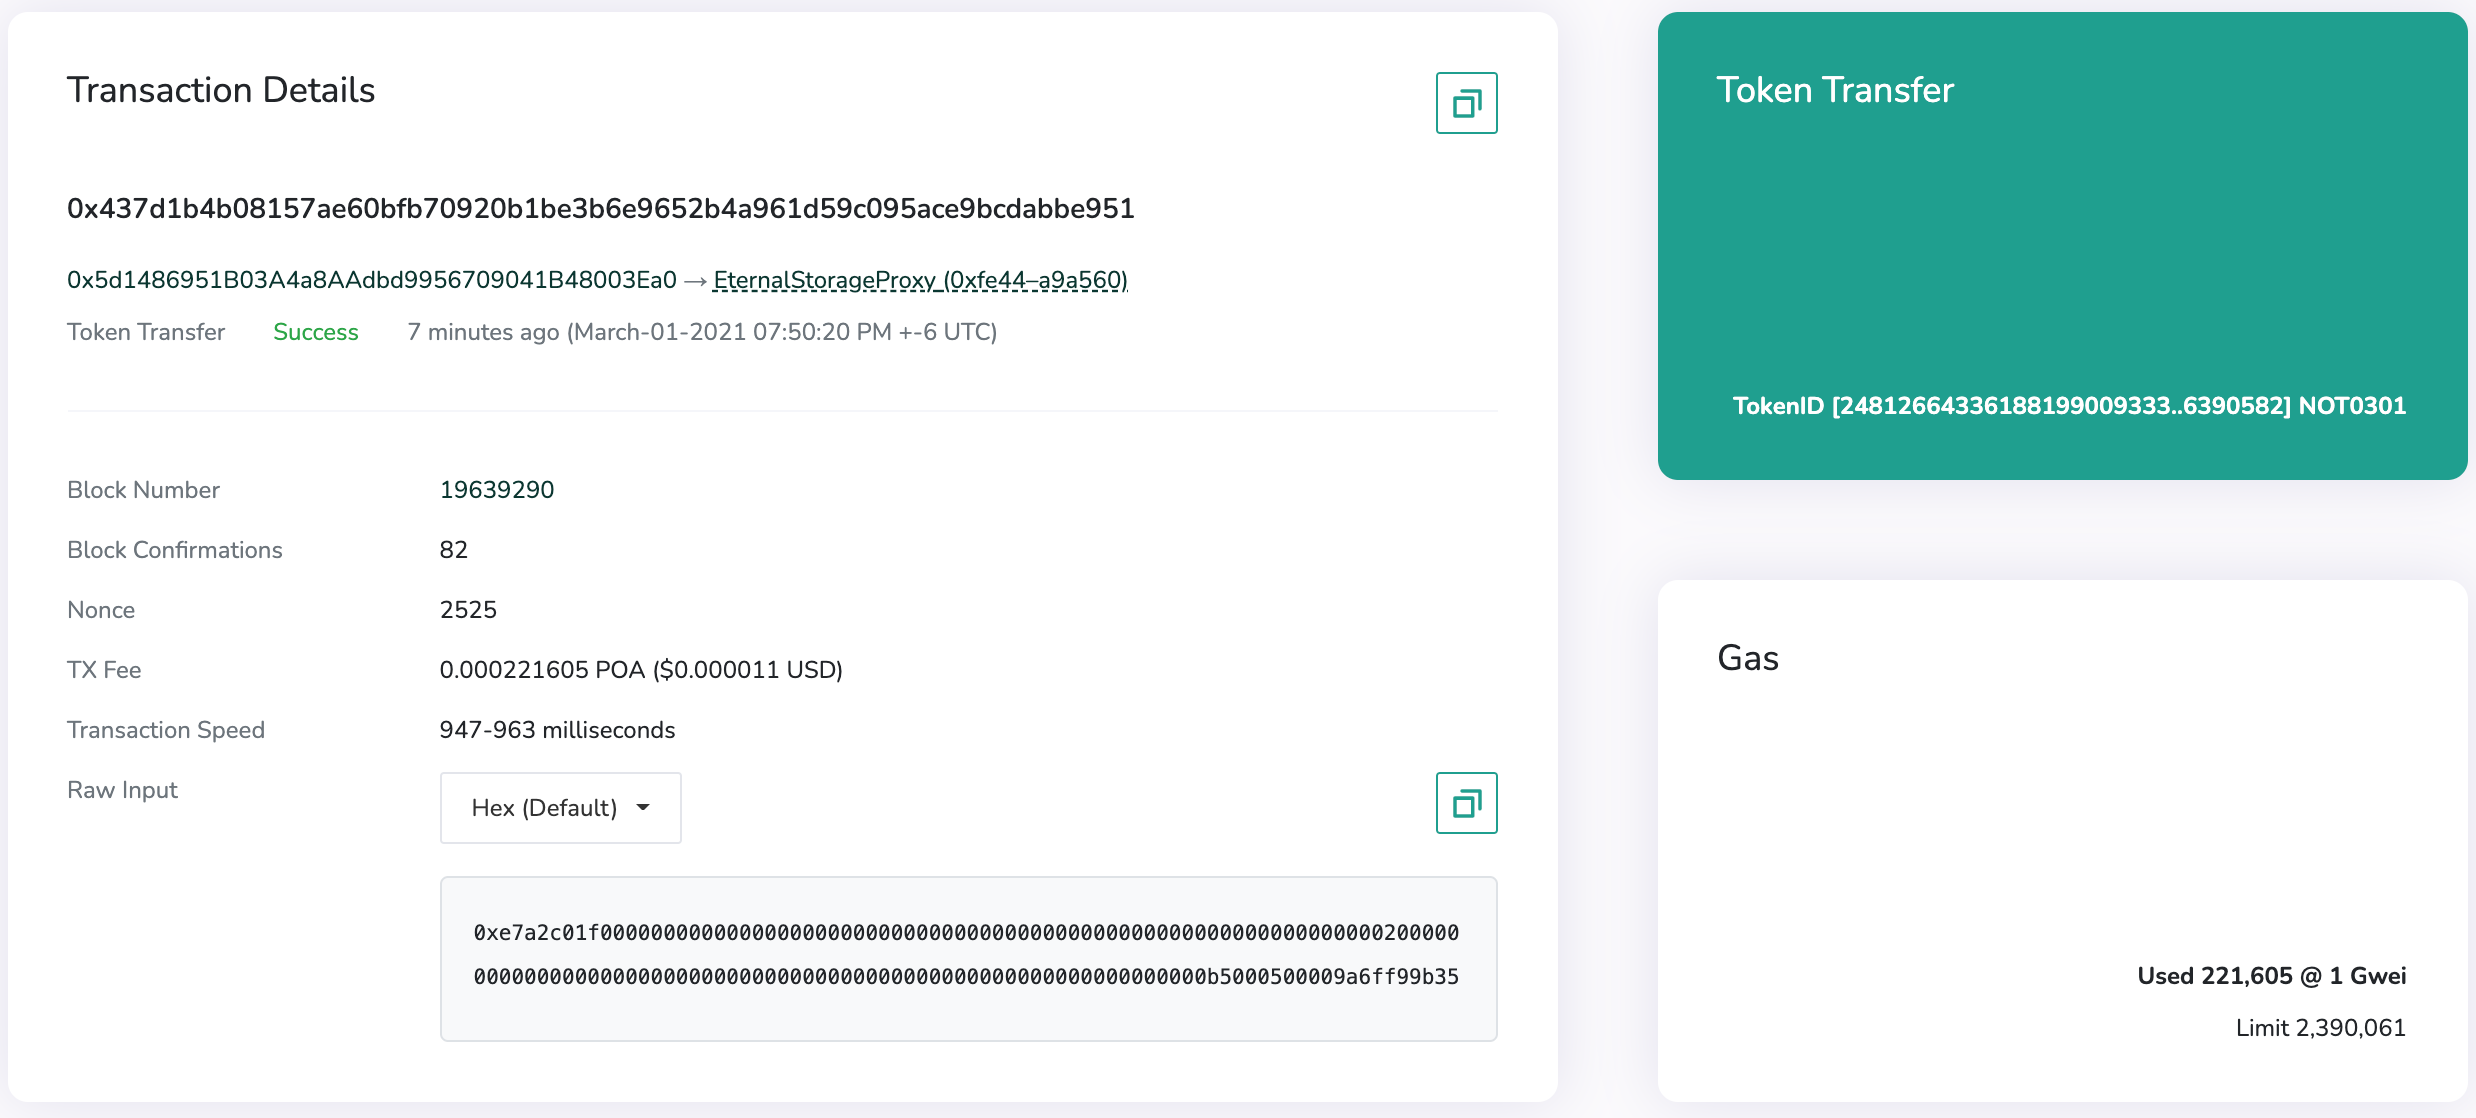 Transaction Details
0x437d1b4b08157ae60bfb70920b1be3b6e9652b4a961d59c095ace9bcdabbe951
0x5d1486951B03A4a8AAdbd9956709041B48003Ea0 → EternalStorageProxy (0xfe44–a9a560)
Token Transfer Success 7 minutes ago (March-01-2021 07:50:20 PM +-6 UTC)
Block Number 19639290
Block Confirmations 82
Nonce 2525
TX Fee 0.000221605 POA ($0.000011 USD)
Transaction Speed 947-963 milliseconds
Raw Input Hex (Default)
0xe7a2c01f00000000000000000000000000000000000000000000000000000000000000200000
0000000000000000000000000000000000000000000000000000000000b5000500009a6ff99b35
Token Transfer
TokenID [24812664336188199009333..6390582] NOT0301
Gas
Used 221,605 @ 1 Gwei
Limit 2,390,061